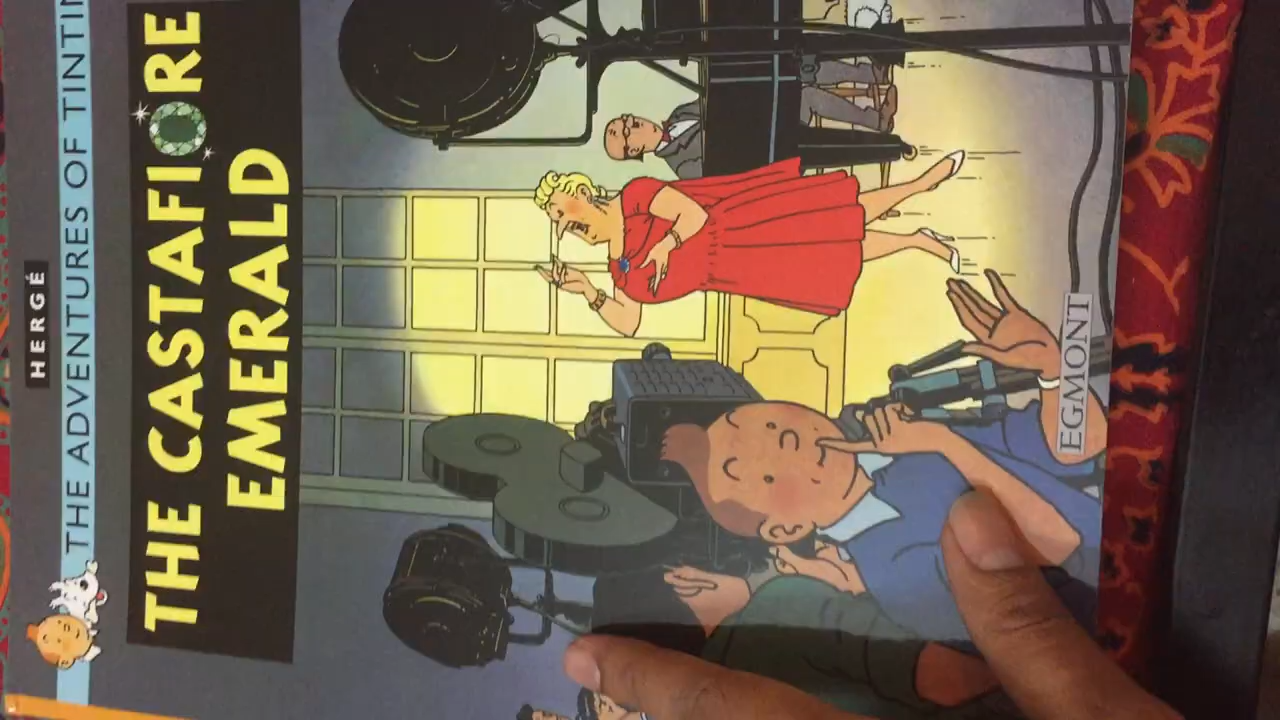 HERGÉ
THE ADVENTURES OF TINTIN
THE CASTAFIORE
EMERALD
EGMONT